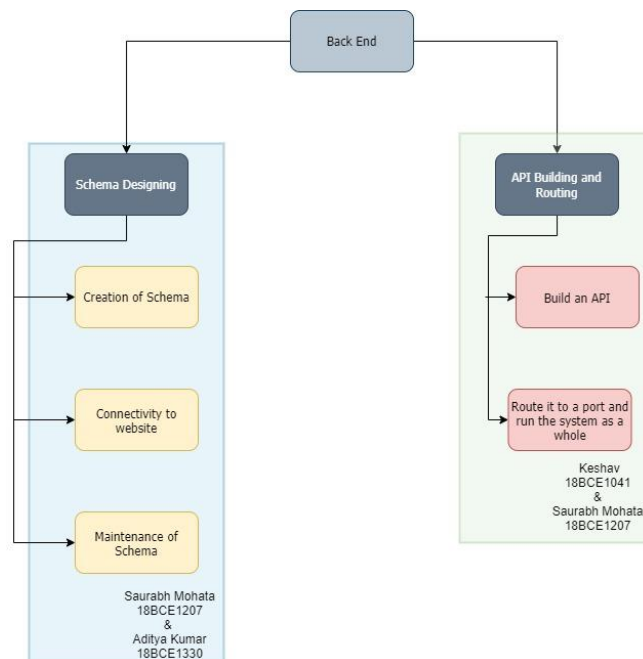 Back End
Schema Designing
Creation of Schema
Connectivity to
website
Maintenance of
Schema
Saurabh Mohata
18BCE1207
&
Aditya Kumar
18BCE1330
API Building and
Routing
Build an API
Route it to a port and
run the system as a
whole
Keshav
18BCE1041
&
Saurabh Mohata
18BCE1207